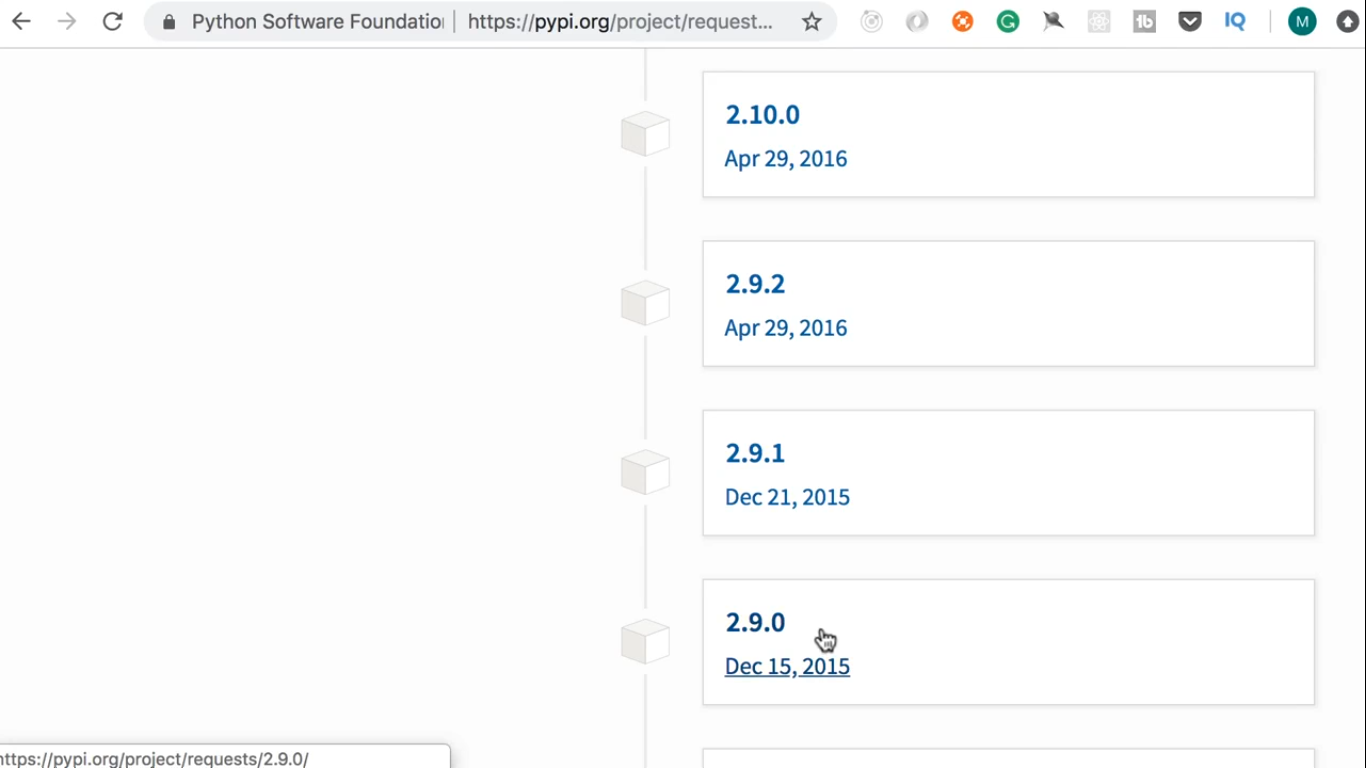 Python Software Foundatio https://pypi.org/project/request...
G
1b
IQ
M
2.10.0
Apr 29, 2016
2.9.2
Apr 29, 2016
2.9.1
Dec 21, 2015
2.9.0
Dec 15, 2015
https://pypi.org/project/requests/2.9.0/